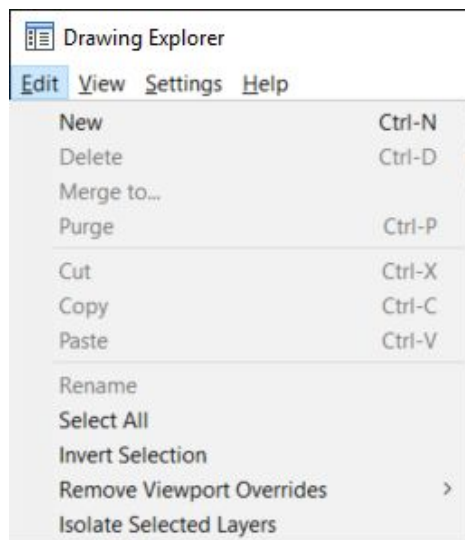 Drawing Explorer
Edit View Settings Help
New Ctrl-N
Delete Ctrl-D
Merge to...
Purge Ctrl-P
Cut Ctrl-X
Copy Ctrl-C
Paste Ctrl-V
Rename
Select All
Invert Selection
Remove Viewport Overrides >
Isolate Selected Layers